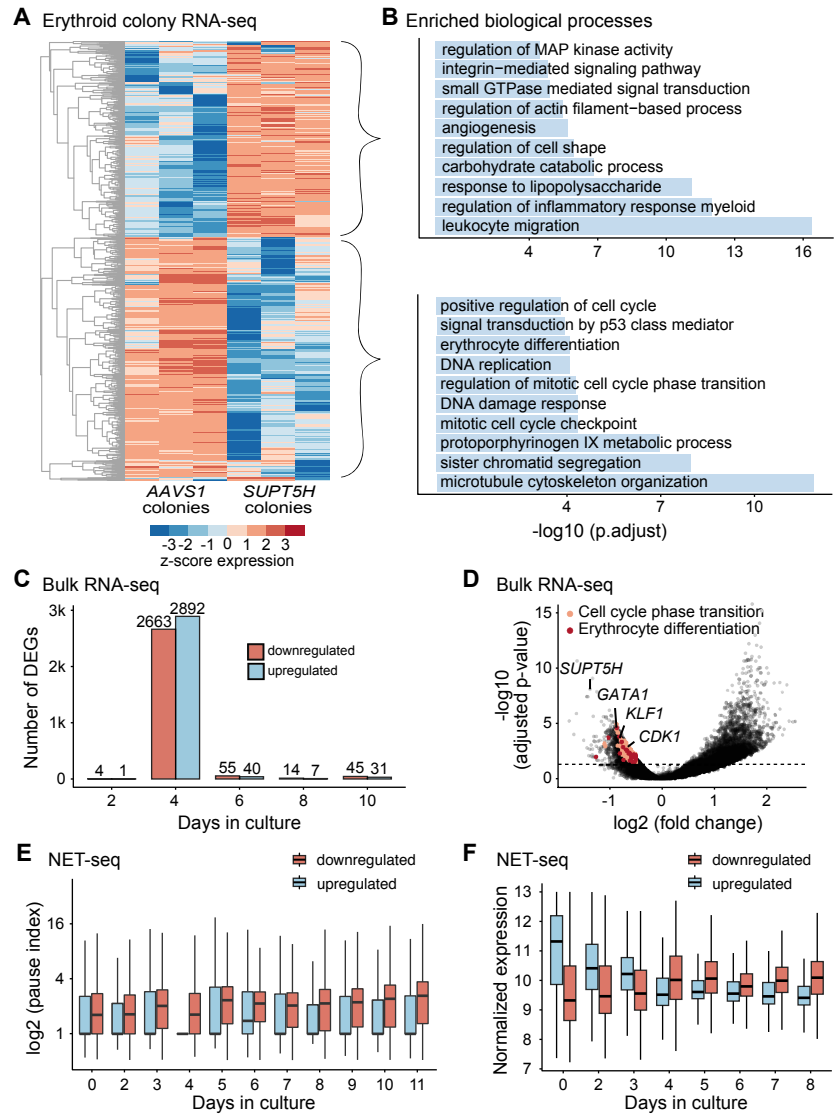 A Erythroid colony RNA-seq
AAVS1 colonies
SUPT5H colonies
-3 -2 -1 0 1 2 3
z-score expression
B Enriched biological processes
regulation of MAP kinase activity
integrin−mediated signaling pathway
small GTPase mediated signal transduction
regulation of actin filament−based process
angiogenesis
regulation of cell shape
carbohydrate catabolic process
response to lipopolysaccharide
regulation of inflammatory response myeloid
leukocyte migration
4 7 10 13 16
positive regulation of cell cycle
signal transduction by p53 class mediator
erythrocyte differentiation
DNA replication
regulation of mitotic cell cycle phase transition
DNA damage response
mitotic cell cycle checkpoint
protoporphyrinogen IX metabolic process
sister chromatid segregation
microtubule cytoskeleton organization
4 7 10
-log10 (p.adjust)
C Bulk RNA-seq
Number of DEGs
3k
2k
1k
0
2663 2892
4 1
55 40
14 7
45 31
downregulated
upregulated
2 4 6 8 10
Days in culture
D Bulk RNA-seq
-log10
(adjusted p-value)
15
10
5
0
Cell cycle phase transition
Erythrocyte differentiation
SUPT5H
GATA1
KLF1
CDK1
-1 0 1 2
log2 (fold change)
E NET-seq
downregulated
upregulated
log2 (pause index)
16
4
1
0 2 3 4 5 6 7 8 9 10 11
Days in culture
F NET-seq
downregulated
upregulated
Normalized expression
13
12
11
10
9
8
7
0 2 3 4 5 6 7 8
Days in culture